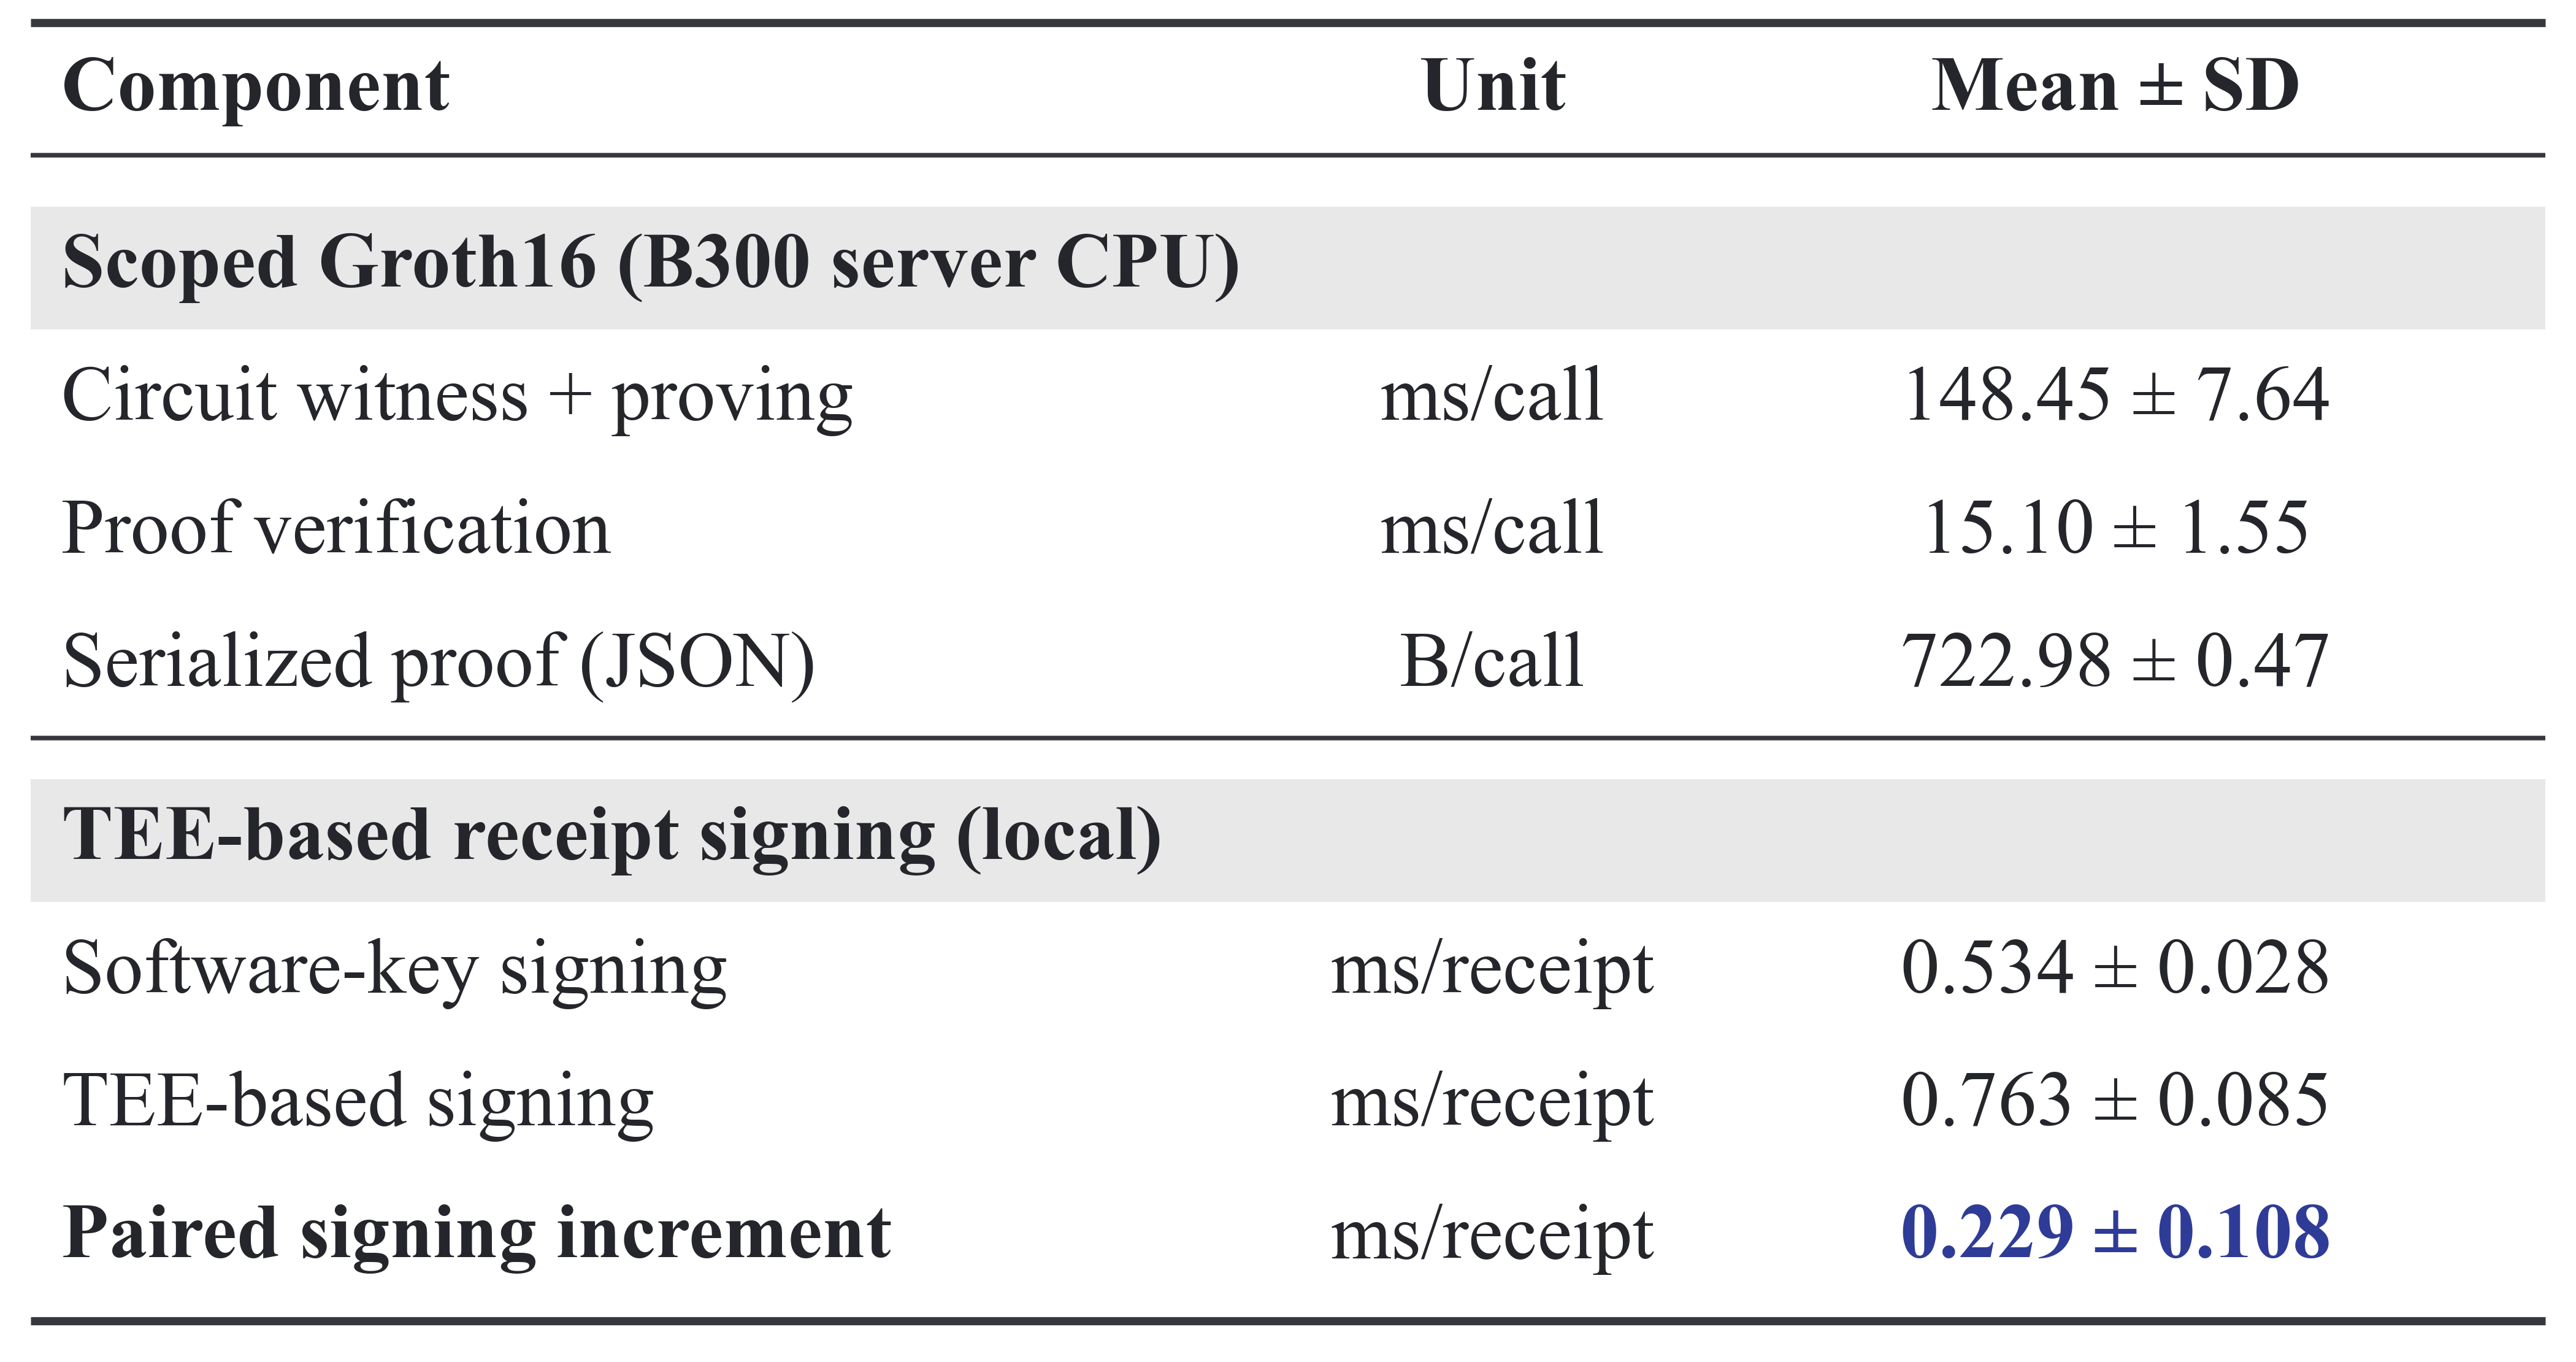 Component Unit Mean ± SD
Scoped Groth16 (B300 server CPU)
Circuit witness + proving ms/call 148.45 ± 7.64
Proof verification ms/call 15.10 ± 1.55
Serialized proof (JSON) B/call 722.98 ± 0.47
TEE-based receipt signing (local)
Software-key signing ms/receipt 0.534 ± 0.028
TEE-based signing ms/receipt 0.763 ± 0.085
Paired signing increment ms/receipt 0.229 ± 0.108